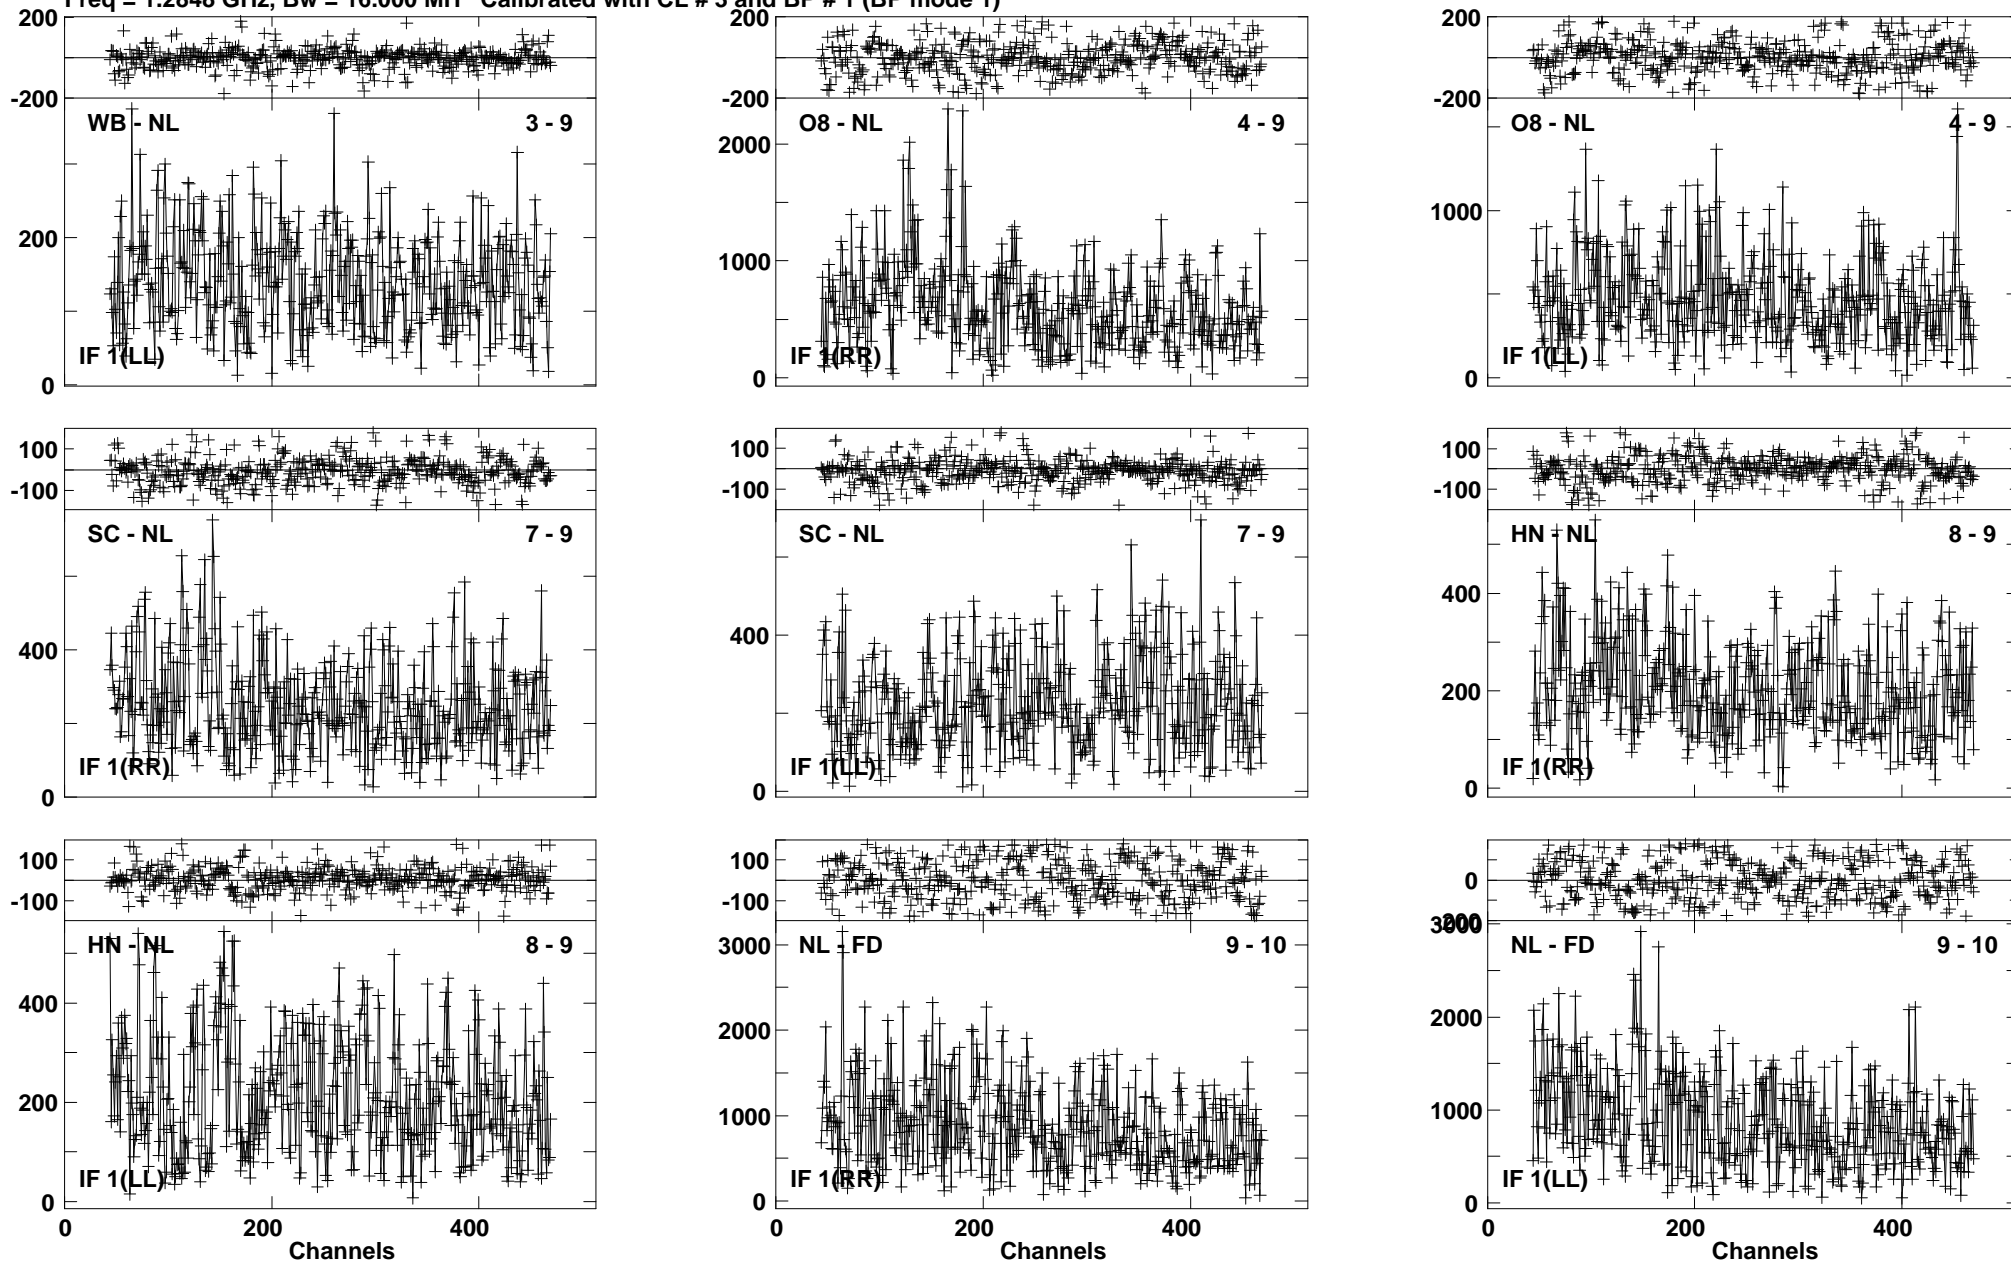 Freq = 1.2848 GHz, Bw = 16.000 MH Calibrated with CL # 3 and BP # 1 (BP mode 1)
200 200 200
-200 -200 -200
WB - NL 3 - 9 O8 - NL 4 - 9 O8 - NL 4 - 9
2000
200 1000 1000
IF 1(LL) IF 1(RR) IF 1(LL)
0 0 0
100 100 100
-100 -100 -100
SC - NL 7 - 9 SC - NL 7 - 9 HN - NL 8 - 9
400 400 400
200
IF 1(RR) IF 1(LL) IF 1(RR)
0 0 0
100 100 0
-100 -100 200
3000
HN - NL 8 - 9 NL - FD 9 - 10 NL - FD 9 - 10
3000
400 2000 2000
200 1000 1000
IF 1(LL) IF 1(RR) IF 1(LL)
0 0 0
0 200 400 0 200 400 0 200 400
Channels Channels Channels